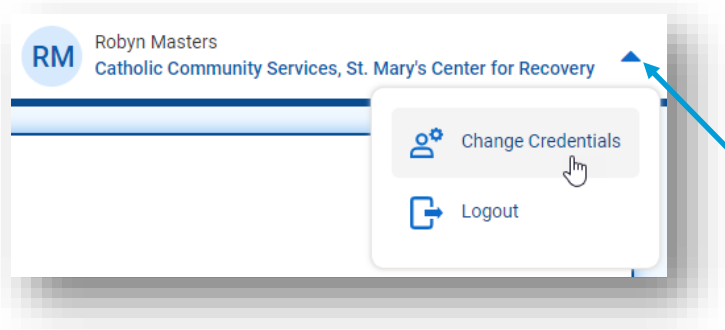 RM
Robyn Masters
Catholic Community Services, St. Mary's Center for Recovery
Change Credentials
Logout